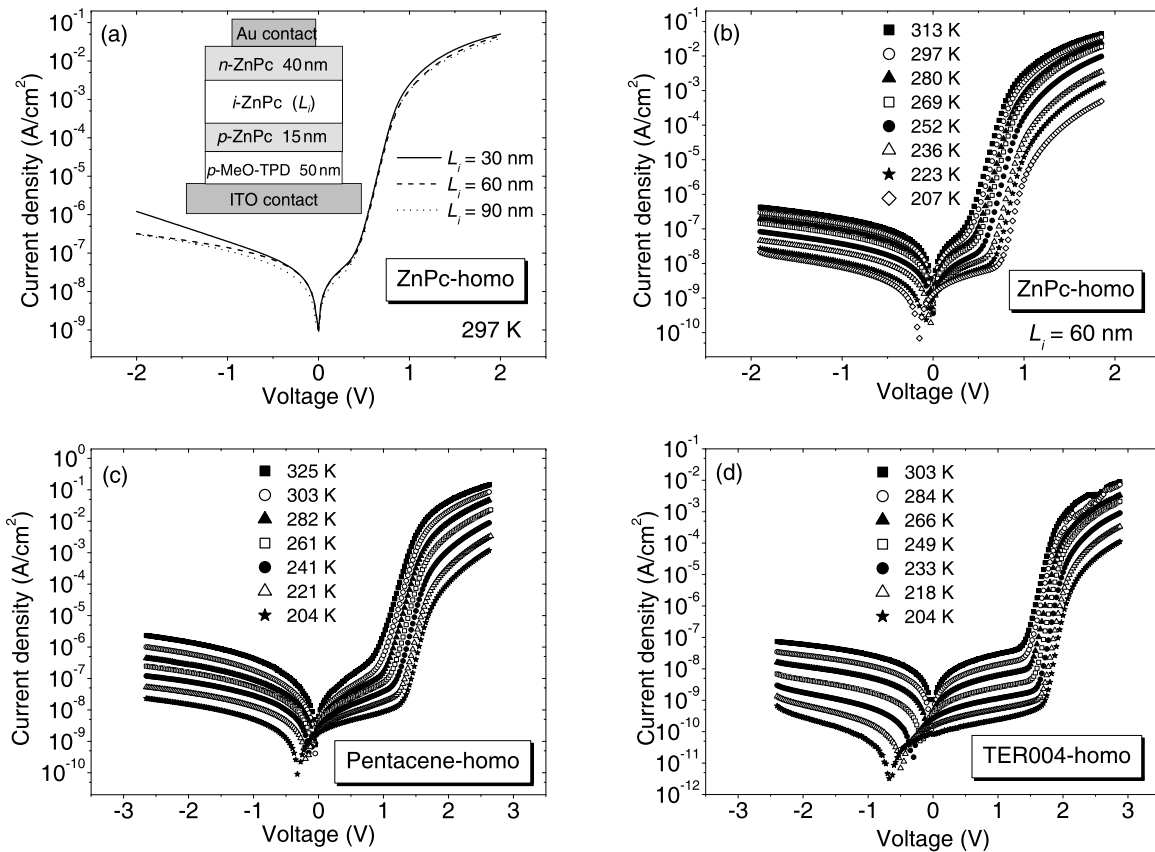 (a)
Au contact
n-ZnPc 40 nm
i-ZnPc (Lᵢ)
p-ZnPc 15 nm
p-MeO-TPD 50 nm
ITO contact
Lᵢ = 30 nm
Lᵢ = 60 nm
Lᵢ = 90 nm
ZnPc-homo
297 K
10⁻¹
10⁻²
10⁻³
10⁻⁴
10⁻⁵
10⁻⁶
10⁻⁷
10⁻⁸
10⁻⁹
Current density (A/cm²)
-2 -1 0 1 2
Voltage (V)
(b)
313 K
297 K
280 K
269 K
252 K
236 K
223 K
207 K
ZnPc-homo
Lᵢ = 60 nm
10⁻¹
10⁻²
10⁻³
10⁻⁴
10⁻⁵
10⁻⁶
10⁻⁷
10⁻⁸
10⁻⁹
10⁻¹⁰
Current density (A/cm²)
-2 -1 0 1 2
Voltage (V)
(c)
325 K
303 K
282 K
261 K
241 K
221 K
204 K
Pentacene-homo
10⁰
10⁻¹
10⁻²
10⁻³
10⁻⁴
10⁻⁵
10⁻⁶
10⁻⁷
10⁻⁸
10⁻⁹
10⁻¹⁰
Current density (A/cm²)
-3 -2 -1 0 1 2 3
Voltage (V)
(d)
303 K
284 K
266 K
249 K
233 K
218 K
204 K
TER004-homo
10⁻¹
10⁻²
10⁻³
10⁻⁴
10⁻⁵
10⁻⁶
10⁻⁷
10⁻⁸
10⁻⁹
10⁻¹⁰
10⁻¹¹
10⁻¹²
Current density (A/cm²)
-3 -2 -1 0 1 2 3
Voltage (V)